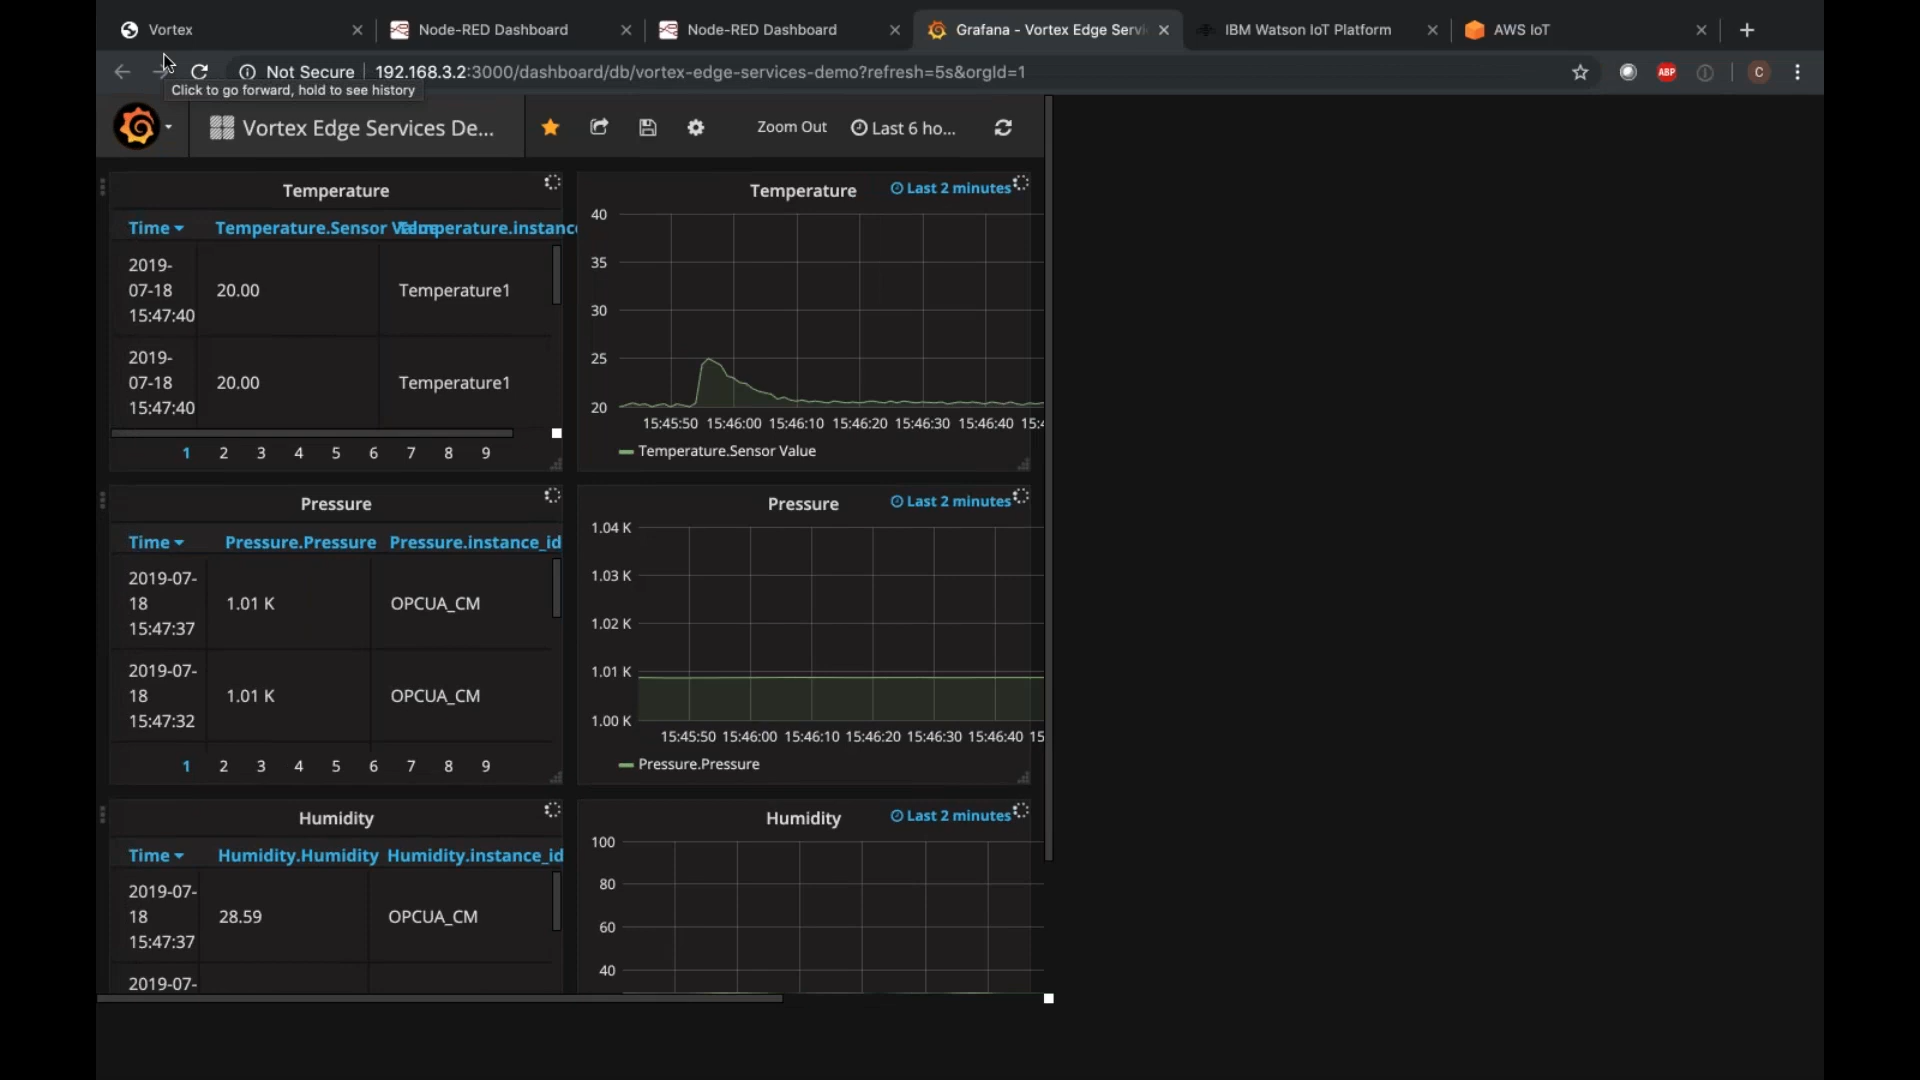 Vortex
Node-RED Dashboard
Node-RED Dashboard
Grafana - Vortex Edge Servi
IBM Watson IoT Platform
AWS IoT
Not Secure
192.168.3.2:3000/dashboard/db/vortex-edge-services-demo?refresh=5s&orgId=1
ABP
C
Click to go forward, hold to see history
Vortex Edge Services De...
Zoom Out
Last 6 ho...
Temperature
Time
Temperature.Sensor
Temperature.instance
2019-
07-18
15:47:40
20.00
Temperature1
2019-
07-18
15:47:40
20.00
Temperature1
1 2 3 4 5 6 7 8 9
Temperature
Last 2 minutes
40
35
30
25
20
15:45:50 15:46:00 15:46:10 15:46:20 15:46:30 15:46:40 15:4
Temperature.Sensor Value
Pressure
Time
Pressure.Pressure
Pressure.instance_id
2019-07-
18
15:47:37
1.01 K
OPCUA_CM
2019-07-
18
15:47:32
1.01 K
OPCUA_CM
1 2 3 4 5 6 7 8 9
Pressure
Last 2 minutes
1.04 K
1.03 K
1.02 K
1.01 K
1.00 K
15:45:50 15:46:00 15:46:10 15:46:20 15:46:30 15:46:40 15
Pressure.Pressure
Humidity
Time
Humidity.Humidity
Humidity.instance_id
2019-07-
18
15:47:37
28.59
OPCUA_CM
2019-07-
Humidity
Last 2 minutes
100
80
60
40